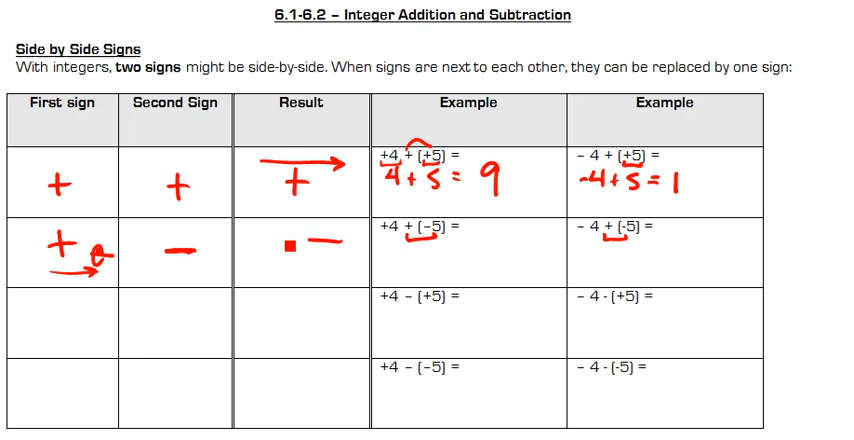 6.1-6.2 – Integer Addition and Subtraction
Side by Side Signs
With integers, two signs might be side-by-side. When signs are next to each other, they can be replaced by one sign:
First sign Second Sign Result Example Example
+4 + (+5) = – 4 + (+5) =
+ + + 4 + 5 = 9 -4 + 5 = 1
+4 + (–5) = – 4 + (-5) =
+ – –
+4 – (+5) = – 4 - (+5) =
+4 – (–5) = – 4 - (-5) =